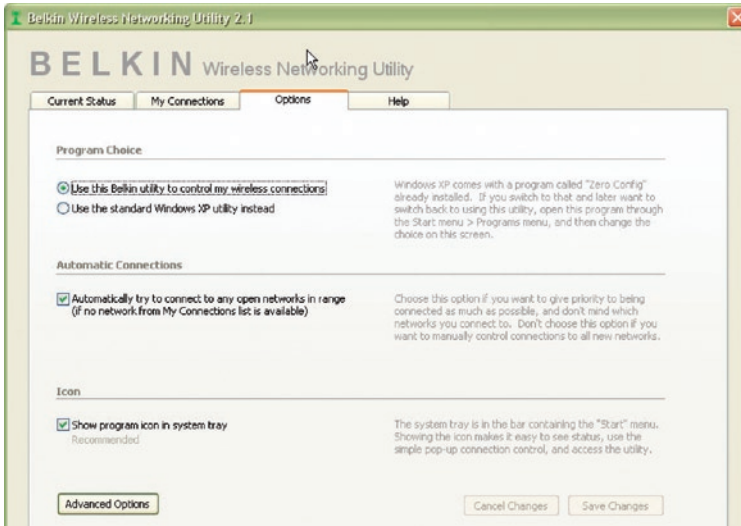 Belkin Wireless Networking Utility 2.1
BELKIN Wireless Networking Utility
Current Status
My Connections
Options
Help
Program Choice
Use this Belkin utility to control my wireless connections
Use the standard Windows XP utility instead
Windows XP comes with a program called "Zero Config"
already installed. If you switch to that and later want to
switch back to using this utility, open this program through
the Start menu > Programs menu, and then change the
choice on this screen.
Automatic Connections
Automatically try to connect to any open networks in range
(if no network from My Connections list is available)
Choose this option if you want to give priority to being
connected as much as possible, and don't mind which
networks you connect to. Don't choose this option if you
want to manually control connections to all new networks.
Icon
Show program icon in system tray
Recommended
The system tray is in the bar containing the "Start" menu.
Showing the icon makes it easy to see status, use the
simple pop-up connection control, and access the utility.
Advanced Options
Cancel Changes
Save Changes